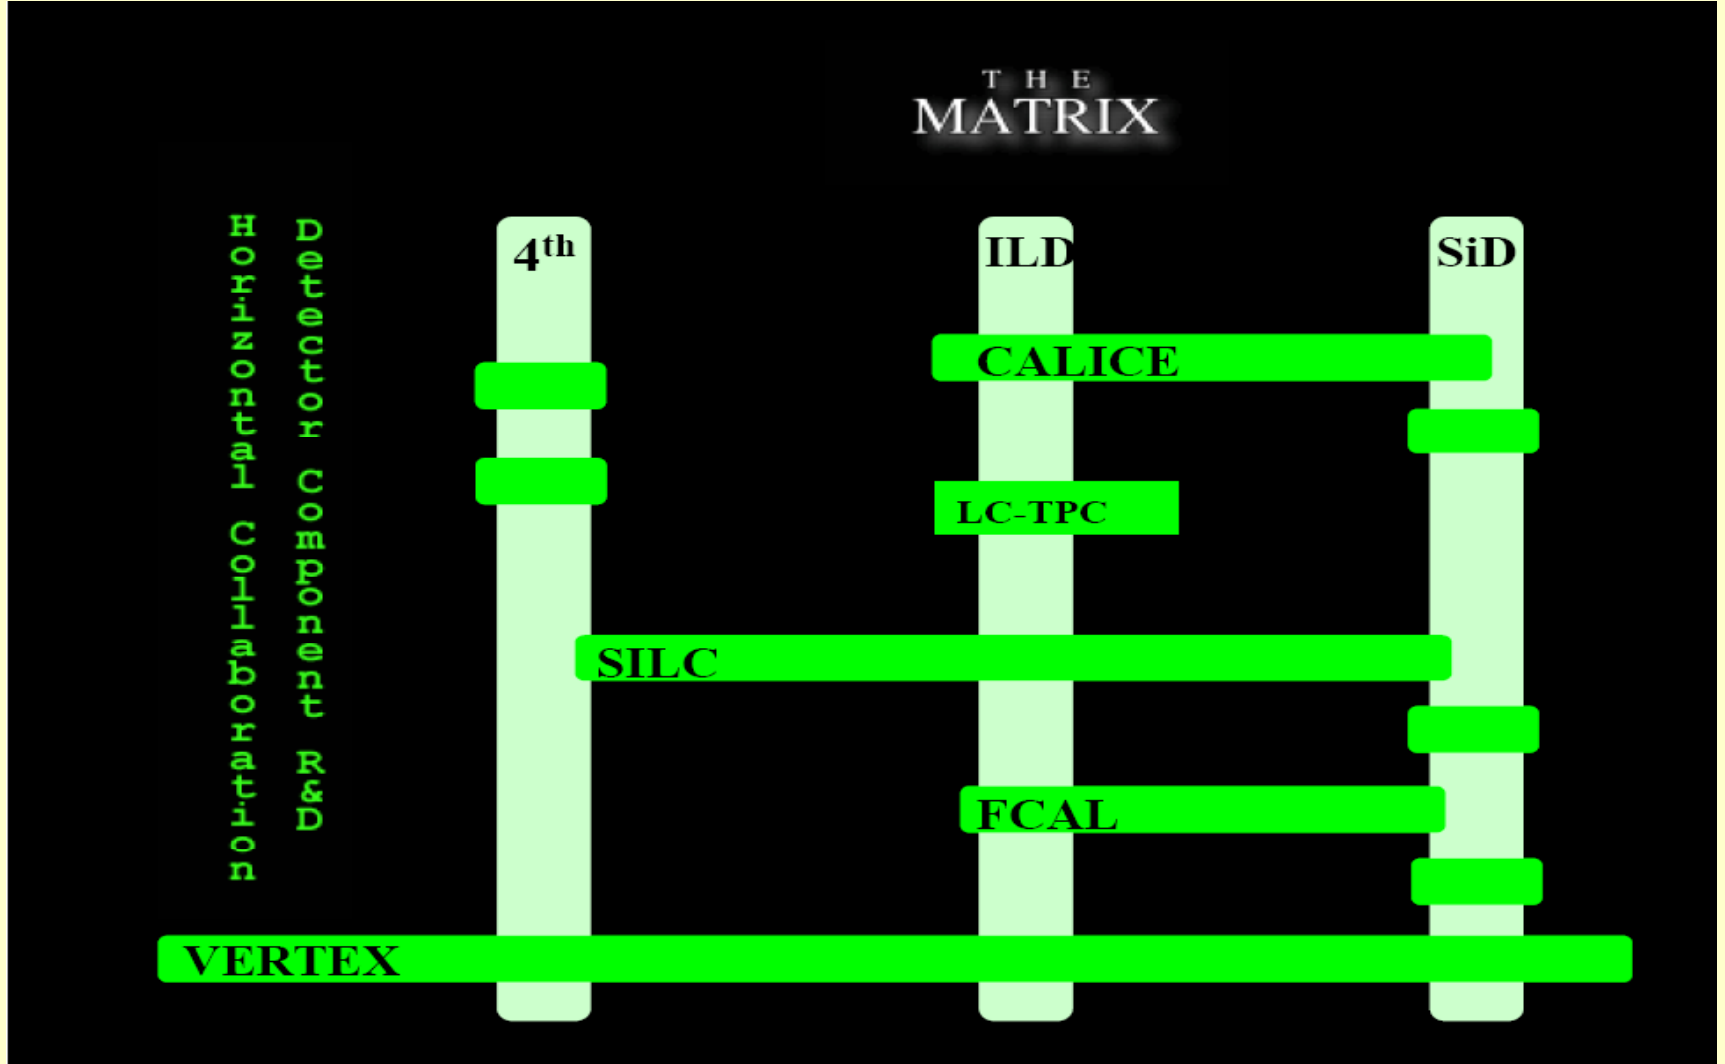 THE
MATRIX
Horizontal Collaboration
Detector Component R&D
4th
ILD
SiD
CALICE
LC-TPC
SILC
FCAL
VERTEX